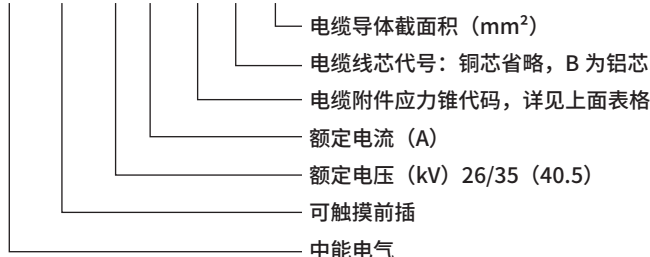 电缆导体截面积（mm²）
电缆线芯代号：铜芯省略，B 为铝芯
电缆附件应力锥代码，详见上面表格
额定电流（A）
额定电压（kV）26/35（40.5）
可触摸前插
中能电气